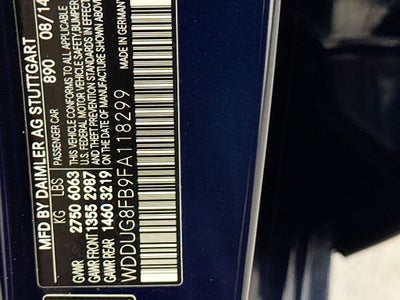 MFD BY DAIMLER AG STUTTGART 08/14
KG LBS PASSENGER CAR 890
GVWR 2750 6063 THIS VEHICLE CONFORMS TO ALL APPLICABLE
GAWR FRONT 1355 2987 U.S. FEDERAL MOTOR VEHICLE SAFETY/BUMPER/
GAWR REAR 1460 3219 AND THEFT PREVENTION STANDARDS IN EFFECT
ON THE DATE OF MANUFACTURE SHOWN ABOVE.
WDDUG8FB9FA118299 MADE IN GERMANY